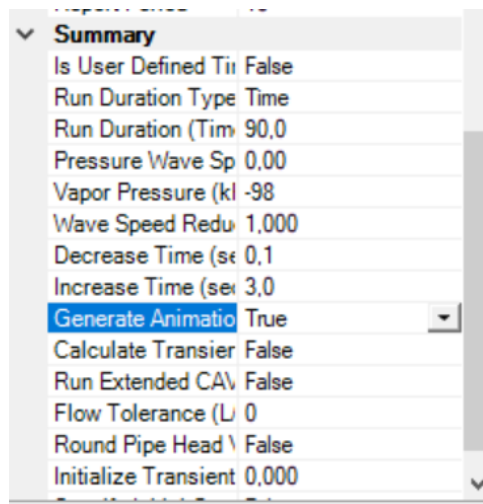 Summary
Is User Defined Tii False
Run Duration Type Time
Run Duration (Tim 90,0
Pressure Wave Sp 0,00
Vapor Pressure (kl -98
Wave Speed Redu 1,000
Decrease Time (se 0,1
Increase Time (sec 3,0
Generate Animatio True
Calculate Transier False
Run Extended CAV False
Flow Tolerance (L/ 0
Round Pipe Head V False
Initialize Transient 0,000